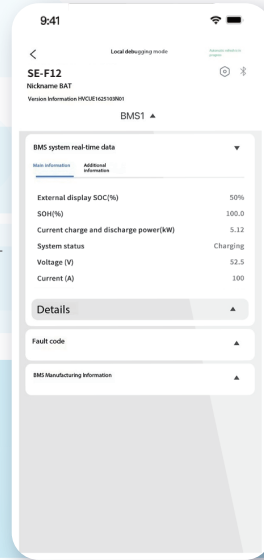 9:41
Local debugging mode
SE-F12
Nickname BAT
Version Information HVCUE1625103N01
BMS1 ▲
BMS system real-time data ▼
Main information Additional information
External display SOC(%) 50%
SOH(%) 100.0
Current charge and discharge power(kW) 5.12
System status Charging
Voltage (V) 52.5
Current (A) 100
Details ▲
Fault code ▲
BMS Manufacturing Information ▲